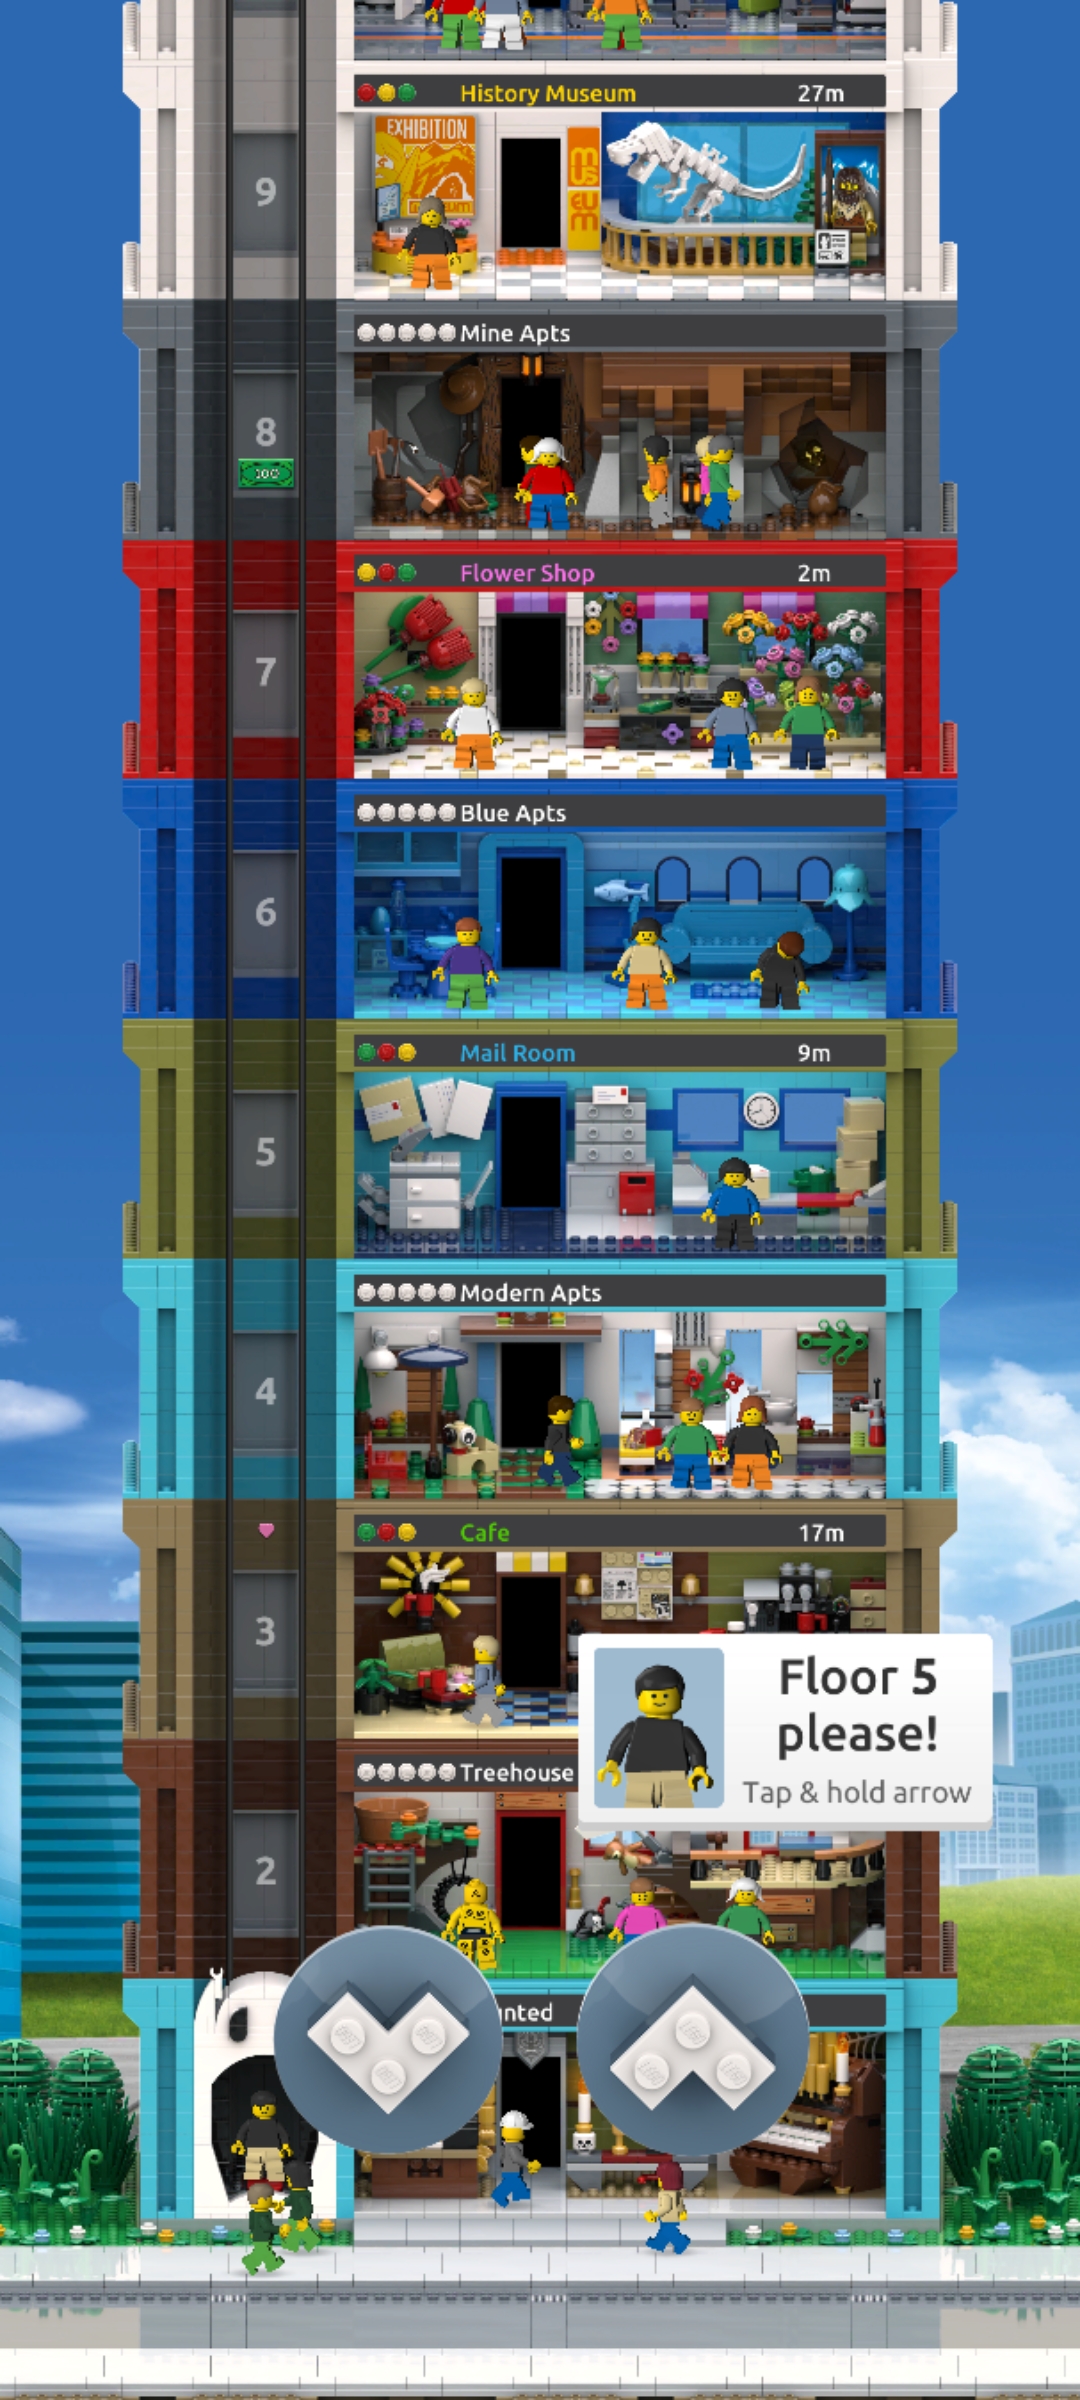 History Museum 27m
EXHIBITION
MUSEUM
9
Mine Apts
8
100
Flower Shop 2m
7
Blue Apts
6
Mail Room 9m
5
Modern Apts
4
Cafe 17m
3
Floor 5
please!
Tap & hold arrow
Treehouse
2
nted